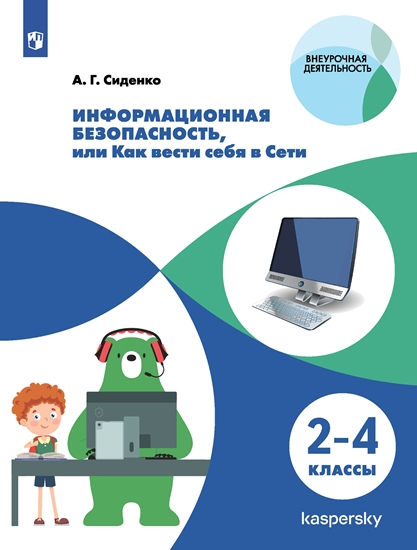 ВНЕУРОЧНАЯ
ДЕЯТЕЛЬНОСТЬ
А. Г. Сиденко
ИНФОРМАЦИОННАЯ
БЕЗОПАСНОСТЬ,
или Как вести себя в Сети
2–4
КЛАССЫ
kaspersky